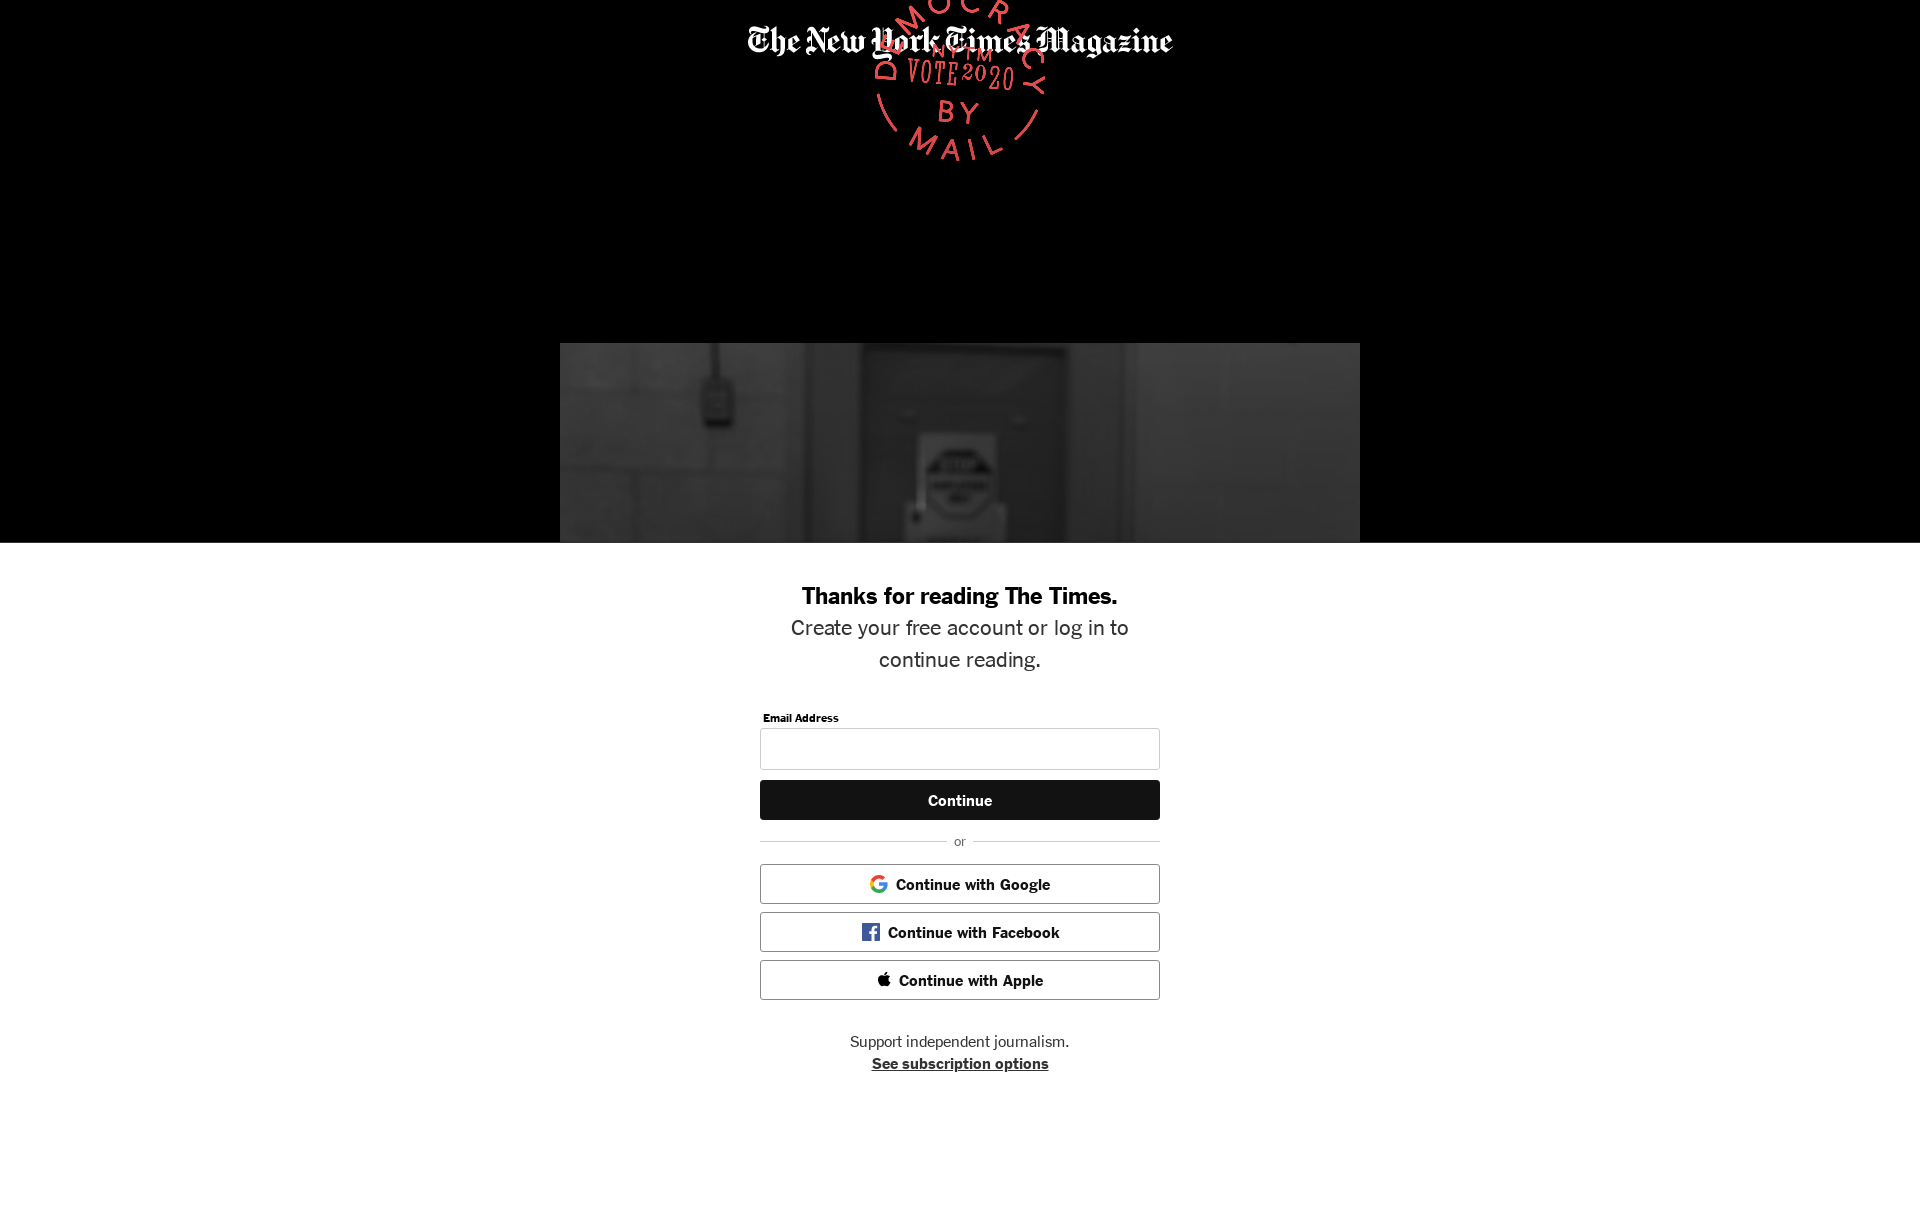 The New York Times Magazine
DEMOCRACY
NYTM
VOTE 2020
BY
MAIL
Thanks for reading The Times.
Create your free account or log in to
continue reading.
Email Address
Continue
or
Continue with Google
Continue with Facebook
Continue with Apple
Support independent journalism.
See subscription options